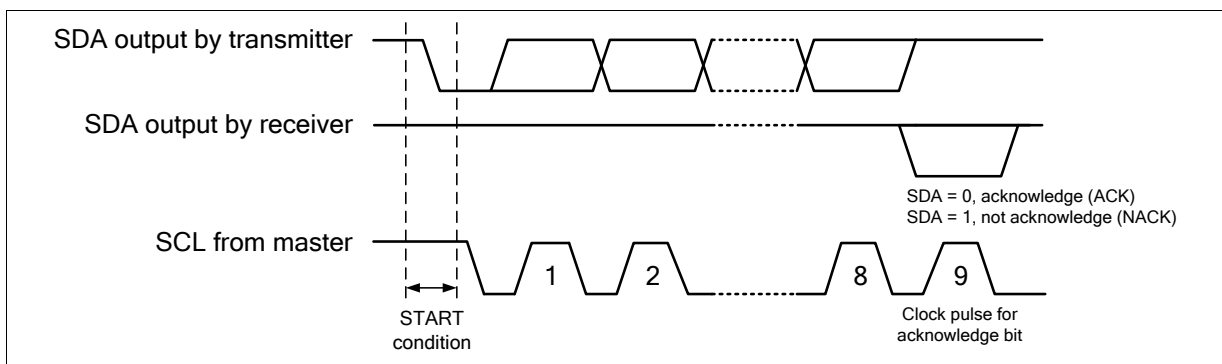 SDA output by transmitter
SDA output by receiver
SDA = 0, acknowledge (ACK)
SDA = 1, not acknowledge (NACK)
SCL from master
1
2
8
9
START
condition
Clock pulse for
acknowledge bit